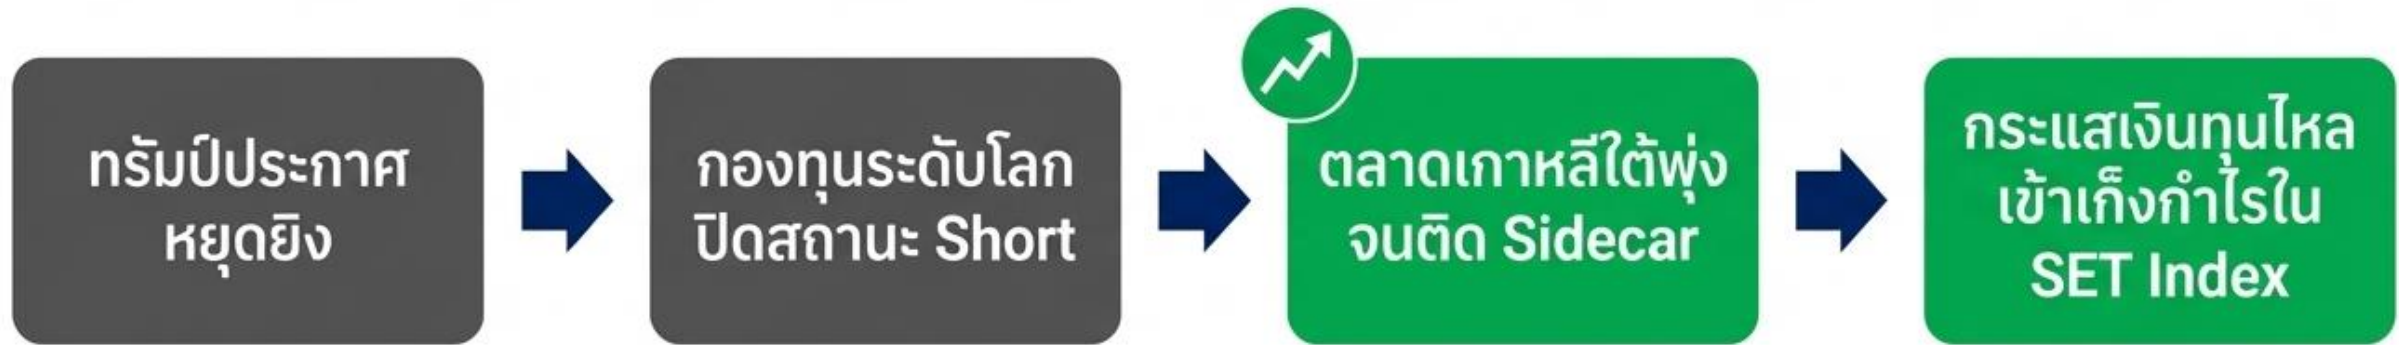 ทรัมป์ประกาศ
หยุดยิง
กองทุนระดับโลก
ปิดสถานะ Short
ตลาดเกาหลีใต้พุ่ง
จนติด Sidecar
กระแสเงินทุนไหล
เข้าเก็งกำไรใน
SET Index